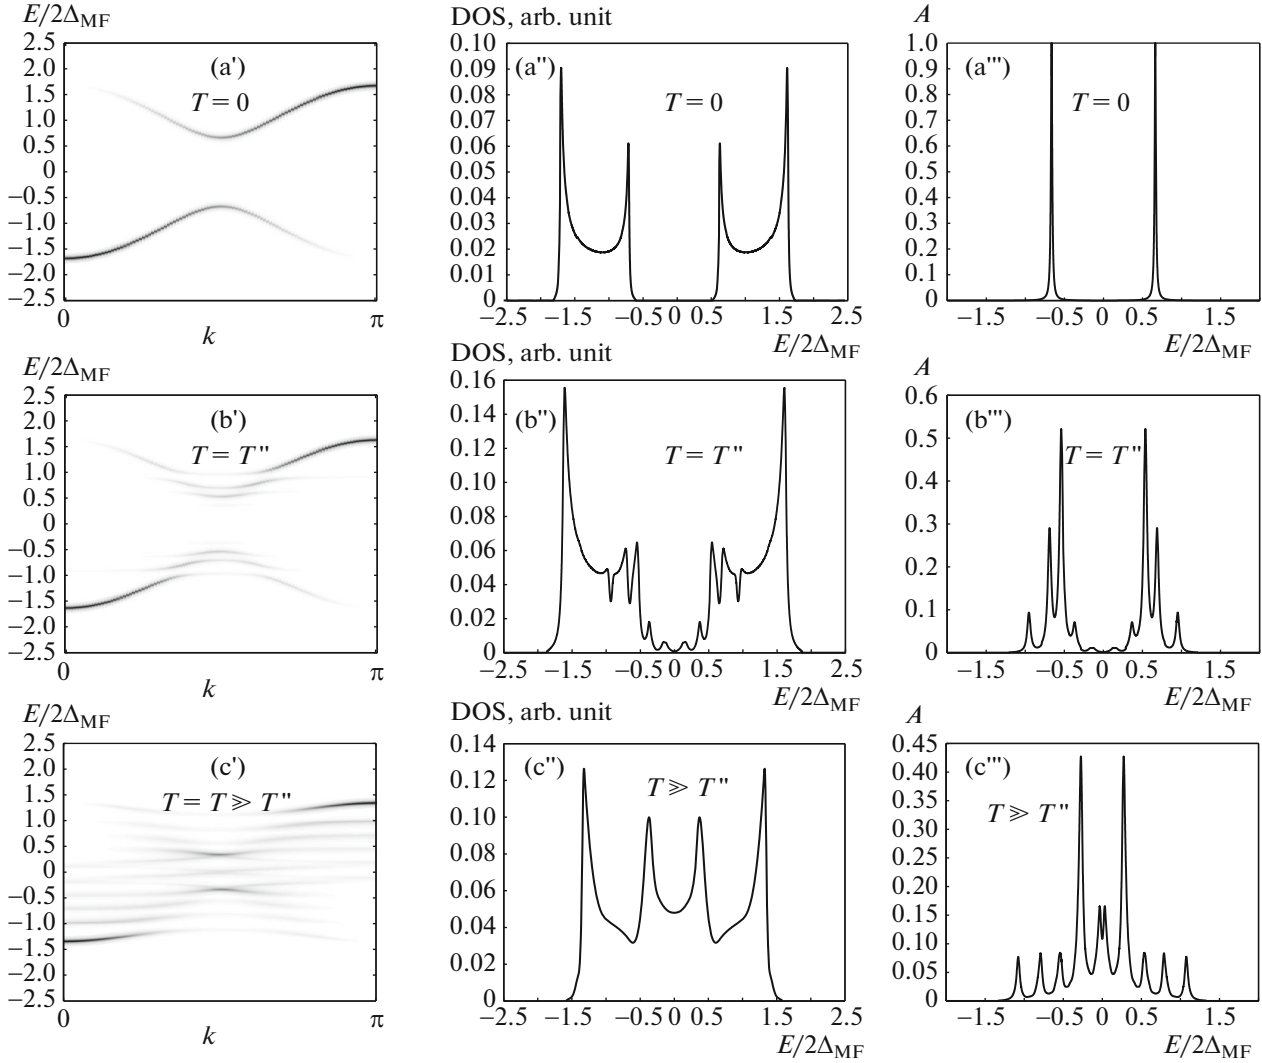 E/2Δ_MF
2.5
2.0
1.5
1.0
0.5
0
−0.5
−1.0
−1.5
−2.0
−2.5
(a')
T = 0
0
k
π
DOS, arb. unit
0.10
0.09
0.08
0.07
0.06
0.05
0.04
0.03
0.02
0.01
0
(a'')
T = 0
−2.5 −1.5 −0.5 0 0.5 1.5 2.5
E/2Δ_MF
A
1.0
0.9
0.8
0.7
0.6
0.5
0.4
0.3
0.2
0.1
0
(a''')
T = 0
−1.5 0 0.5 1.5
E/2Δ_MF
E/2Δ_MF
2.5
2.0
1.5
1.0
0.5
0
−0.5
−1.0
−1.5
−2.0
−2.5
(b')
T = T"
0
k
π
DOS, arb. unit
0.16
0.14
0.12
0.10
0.08
0.06
0.04
0.02
0
(b'')
T = T"
−2.5 −1.5 −0.5 0 0.5 1.5 2.5
E/2Δ_MF
A
0.6
0.5
0.4
0.3
0.2
0.1
0
(b''')
T = T"
−1.5 0 0.5 1.5
E/2Δ_MF
E/2Δ_MF
2.5
2.0
1.5
1.0
0.5
0
−0.5
−1.0
−1.5
−2.0
−2.5
(c')
T = T ⩾ T"
0
k
π
DOS, arb. unit
0.14
0.12
0.10
0.08
0.06
0.04
0.02
0
(c'')
T ⩾ T"
−2.5 −1.5 −0.5 0 0.5 1.5 2.5
E/2Δ_MF
A
0.45
0.40
0.35
0.30
0.25
0.20
0.15
0.10
0.05
0
(c''')
T ⩾ T"
−1.5 0 0.5 1.5
E/2Δ_MF